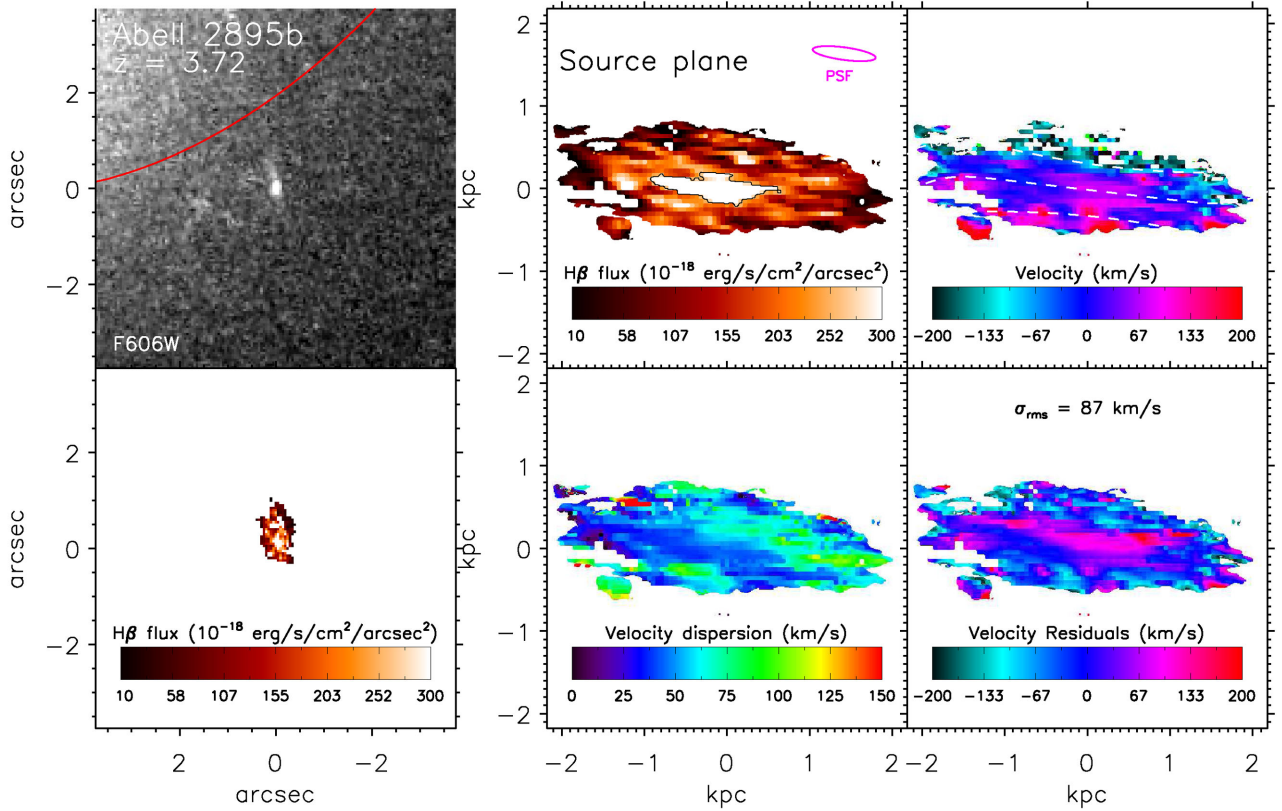 Abell 2895b
z = 3.72
F606W
arcsec
2
0
−2
Source plane
PSF
Hβ flux (10⁻¹⁸ erg/s/cm²/arcsec²)
10 58 107 155 203 252 300
kpc
2
1
0
−1
−2
Velocity (km/s)
−200 −133 −67 0 67 133 200
Hβ flux (10⁻¹⁸ erg/s/cm²/arcsec²)
10 58 107 155 203 252 300
arcsec
2
0
−2
2 0 −2
arcsec
Velocity dispersion (km/s)
0 25 50 75 100 125 150
kpc
2
1
0
−1
−2
−2 −1 0 1 2
kpc
σrms = 87 km/s
Velocity Residuals (km/s)
−200 −133 −67 0 67 133 200
−2 −1 0 1 2
kpc